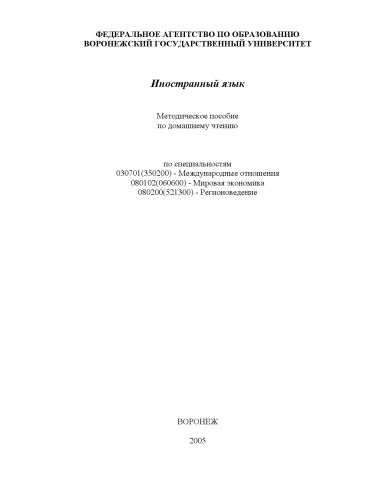 ФЕДЕРАЛЬНОЕ АГЕНТСТВО ПО ОБРАЗОВАНИЮ
ВОРОНЕЖСКИЙ ГОСУДАРСТВЕННЫЙ УНИВЕРСИТЕТ
Иностранный язык
Методическое пособие
по домашнему чтению
по специальностям
030701(350200) - Международные отношения
080102(060600) - Мировая экономика
080200(521300) - Регионоведение
ВОРОНЕЖ
2005